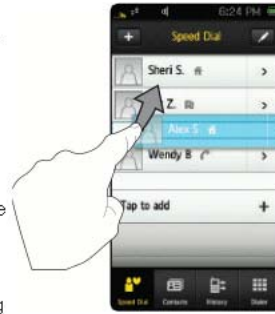 6:24 PM
+ Speed Dial
Sheri S.
Z.
Alex S
Wendy B
Tap to add +
Speed Dial Contacts History Dialer
e
g